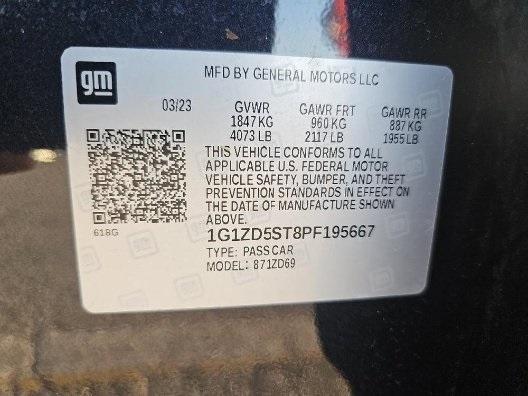 gm
MFD BY GENERAL MOTORS LLC
03/23 GVWR GAWR FRT GAWR RR
1847 KG 960 KG 887 KG
4073 LB 2117 LB 1955 LB
THIS VEHICLE CONFORMS TO ALL
APPLICABLE U.S. FEDERAL MOTOR
VEHICLE SAFETY, BUMPER, AND THEFT
PREVENTION STANDARDS IN EFFECT ON
THE DATE OF MANUFACTURE SHOWN
ABOVE.
618G
1G1ZD5ST8PF195667
TYPE: PASS CAR
MODEL: 871ZD69